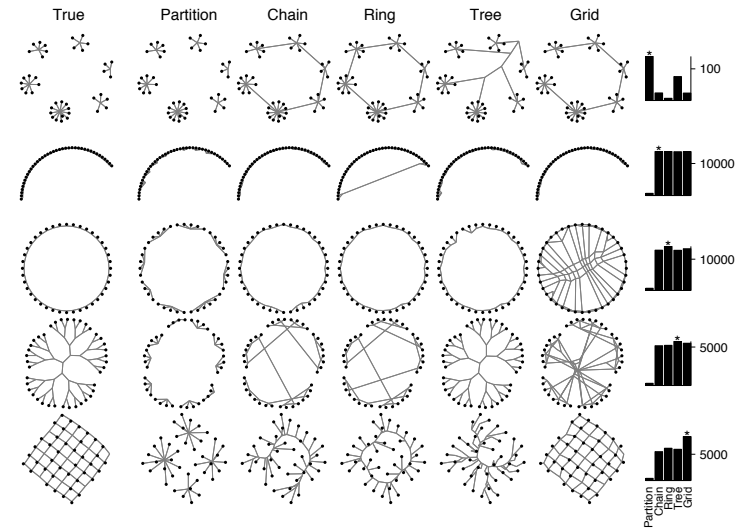 True Partition Chain Ring Tree Grid
*
100
*
10000
*
10000
*
5000
*
5000
Partition
Chain
Ring
Tree
Grid